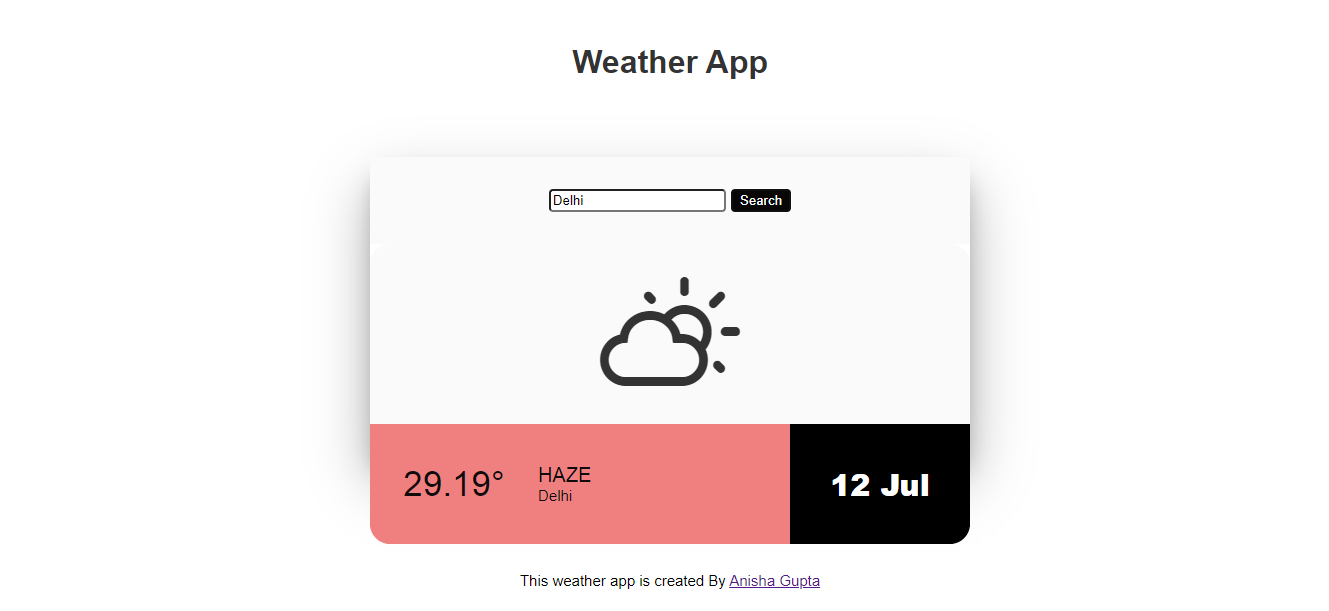 Weather App
Delhi Search
29.19°
HAZE
Delhi
12 Jul
This weather app is created By Anisha Gupta